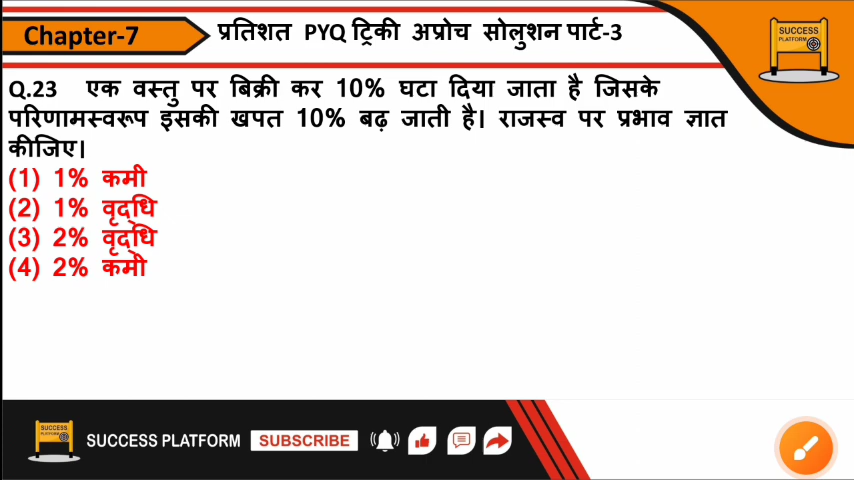 Chapter-7
प्रतिशत PYQ ट्रिकी अप्रोच सोलुशन पार्ट-3
SUCCESS
PLATFORM
Q.23 एक वस्तु पर बिक्री कर 10% घटा दिया जाता है जिसके
परिणामस्वरूप इसकी खपत 10% बढ़ जाती है। राजस्व पर प्रभाव ज्ञात
कीजिए।
(1) 1% कमी
(2) 1% वृद्धि
(3) 2% वृद्धि
(4) 2% कमी
SUCCESS
PLATFORM
SUCCESS PLATFORM
SUBSCRIBE